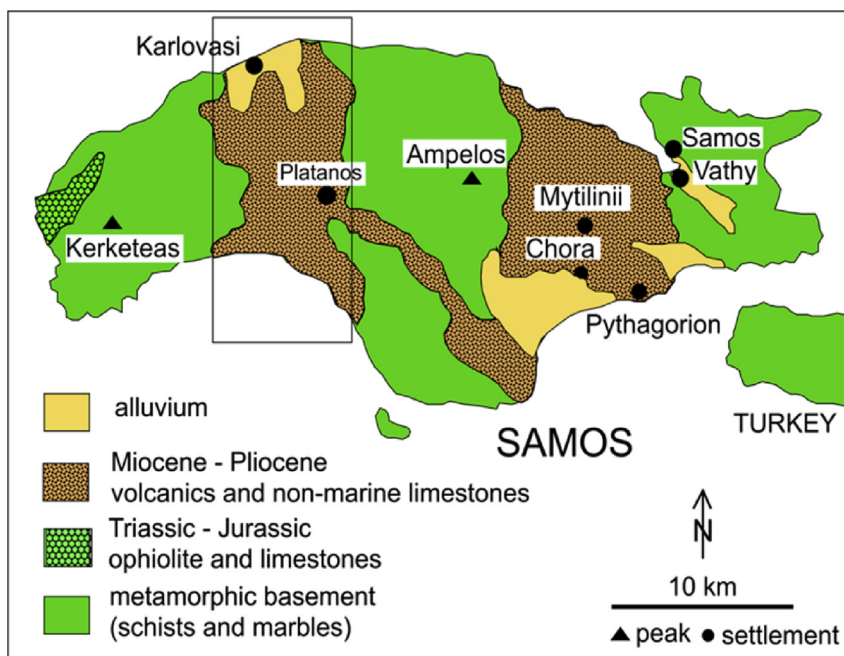 Karlovasi
Samos
Ampelos
Vathy
Platanos
Mytilinii
Kerketeas
Chora
Pythagorion
alluvium
SAMOS
TURKEY
Miocene - Pliocene
volcanics and non-marine limestones
Triassic - Jurassic
ophiolite and limestones
metamorphic basement
(schists and marbles)
N
10 km
peak
settlement